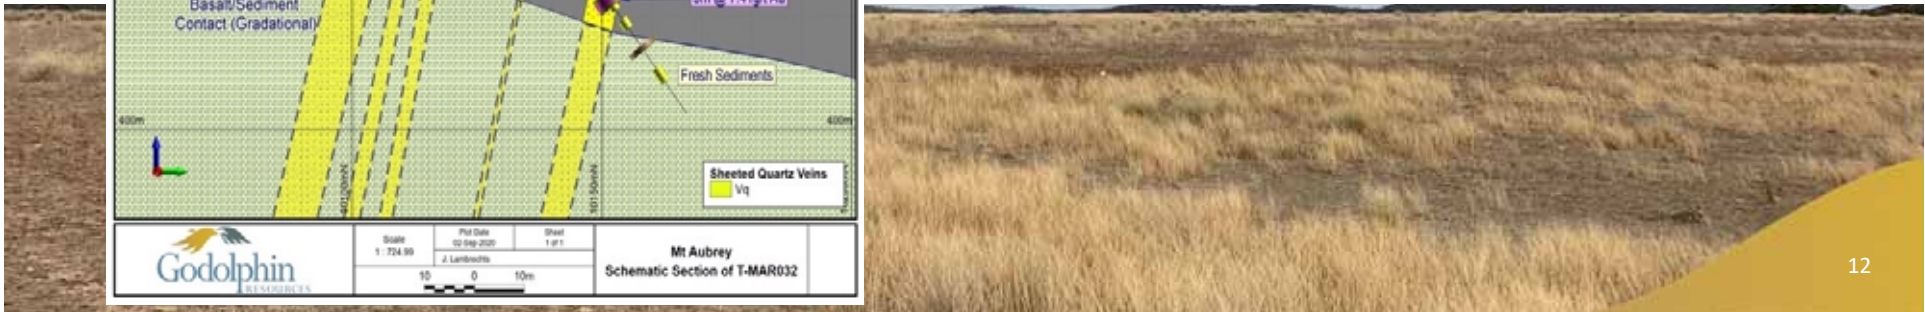 Basalt/Sediment
Contact (Gradational)
Fresh Sediments
400m
400m
10150mN
Sheeted Quartz Veins
Vq
Godolphin
RESOURCES
Scale
1 : 724.99
Plot Date
02-Sep-2020
Sheet
1 of 1
J. Lambrechts
10 0 10m
Mt Aubrey
Schematic Section of T-MAR032
12